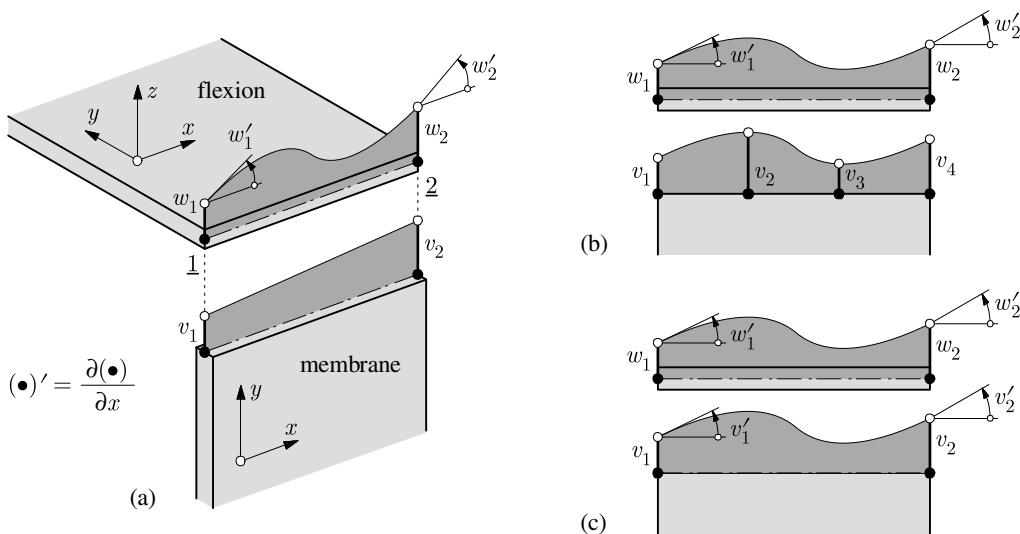 flexion
z
y
x
w′₁
w₁
w′₂
w₂
1
2
v₁
v₂
membrane
y
x
(•)′ = ∂(•)/∂x
(a)
w₁
w′₁
w₂
w′₂
v₁
v₂
v₃
v₄
(b)
w₁
w′₁
w₂
w′₂
v₁
v′₁
v₂
v′₂
(c)